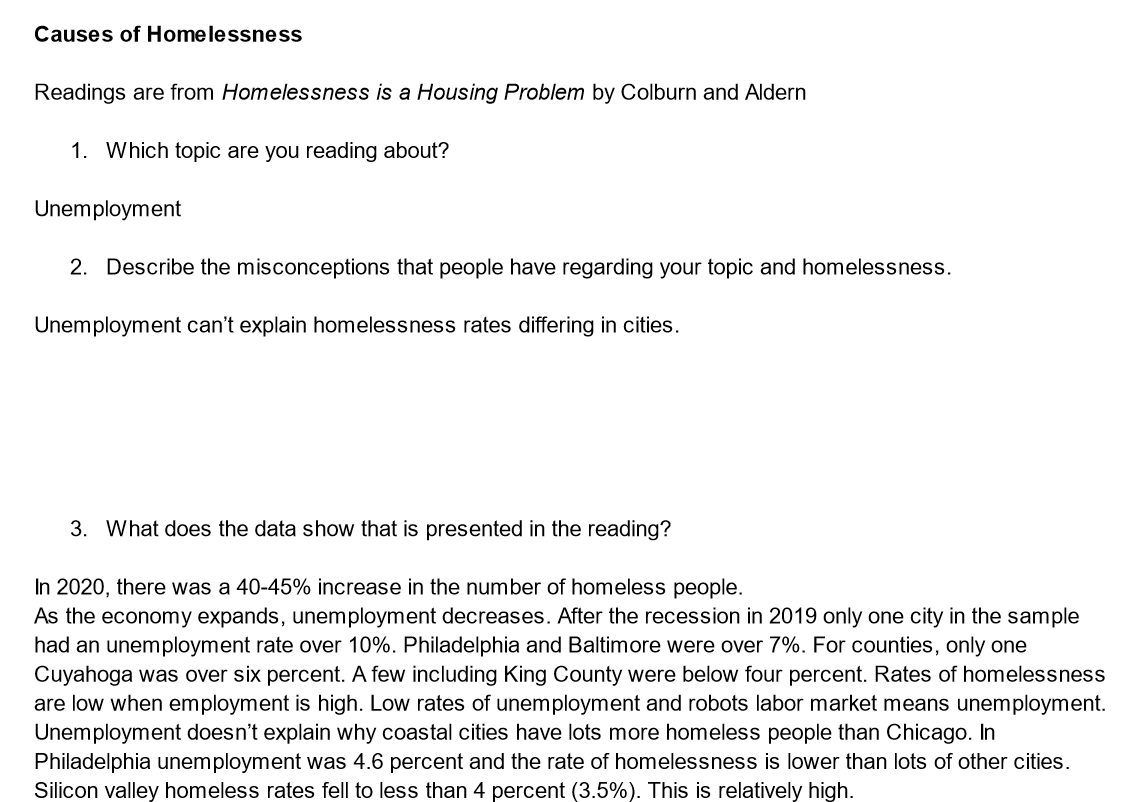 Causes of Homelessness
Readings are from Homelessness is a Housing Problem by Colburn and Aldern
1. Which topic are you reading about?
Unemployment
2. Describe the misconceptions that people have regarding your topic and homelessness.
Unemployment can’t explain homelessness rates differing in cities.
3. What does the data show that is presented in the reading?
In 2020, there was a 40-45% increase in the number of homeless people.
As the economy expands, unemployment decreases. After the recession in 2019 only one city in the sample
had an unemployment rate over 10%. Philadelphia and Baltimore were over 7%. For counties, only one
Cuyahoga was over six percent. A few including King County were below four percent. Rates of homelessness
are low when employment is high. Low rates of unemployment and robots labor market means unemployment.
Unemployment doesn’t explain why coastal cities have lots more homeless people than Chicago. In
Philadelphia unemployment was 4.6 percent and the rate of homelessness is lower than lots of other cities.
Silicon valley homeless rates fell to less than 4 percent (3.5%). This is relatively high.